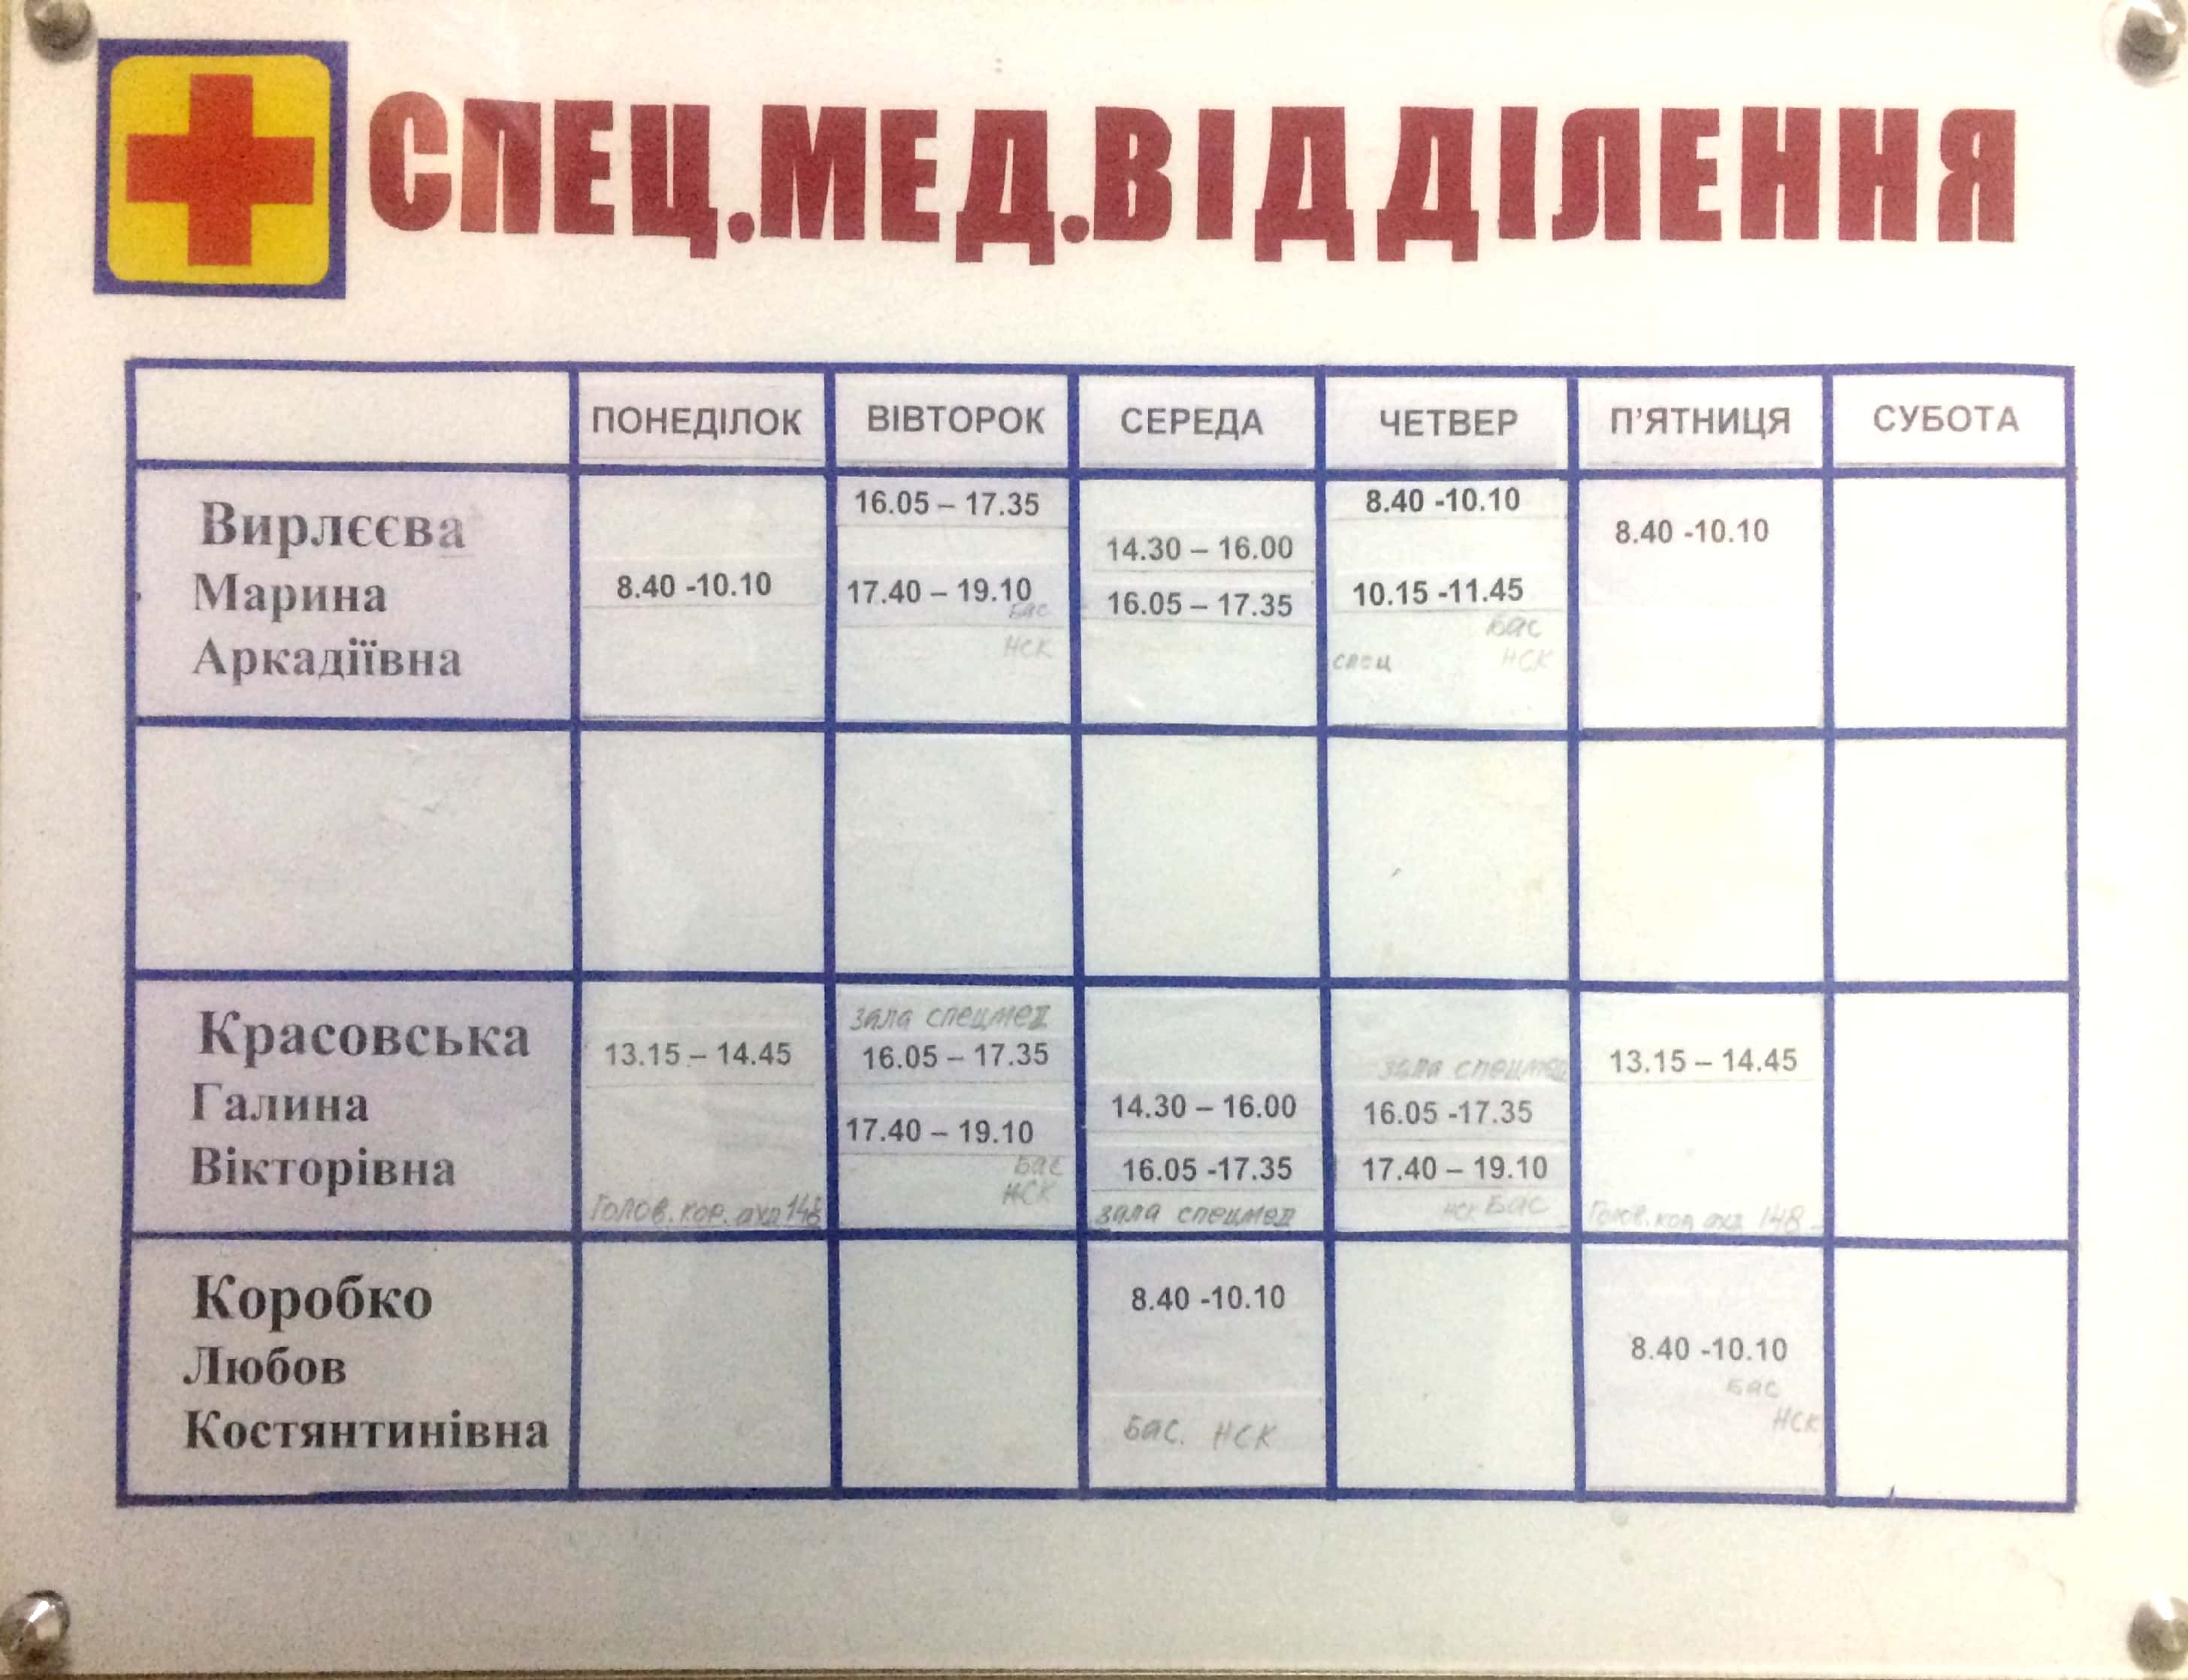 СПЕЦ.МЕД.ВІДДІЛЕННЯ
ПОНЕДІЛОК ВІВТОРОК СЕРЕДА ЧЕТВЕР П'ЯТНИЦЯ СУБОТА
Вирлєєва
Марина
Аркадіївна
8.40 -10.10
16.05 – 17.35
17.40 – 19.10
Бас
НСК
14.30 – 16.00
16.05 – 17.35
8.40 -10.10
10.15 -11.45
Бас
спец НСК
8.40 -10.10
Красовська
Галина
Вікторівна
13.15 – 14.45
Голов. кор. ауд 148
зала спецмед
16.05 – 17.35
17.40 – 19.10
Бас
НСК
14.30 – 16.00
16.05 -17.35
зала спецмед
зала спецмед
16.05 -17.35
17.40 – 19.10
НСК Бас
13.15 – 14.45
Голов. кор ауд 148
Коробко
Любов
Костянтинівна
8.40 -10.10
Бас. НСК
8.40 -10.10
Бас
НСК